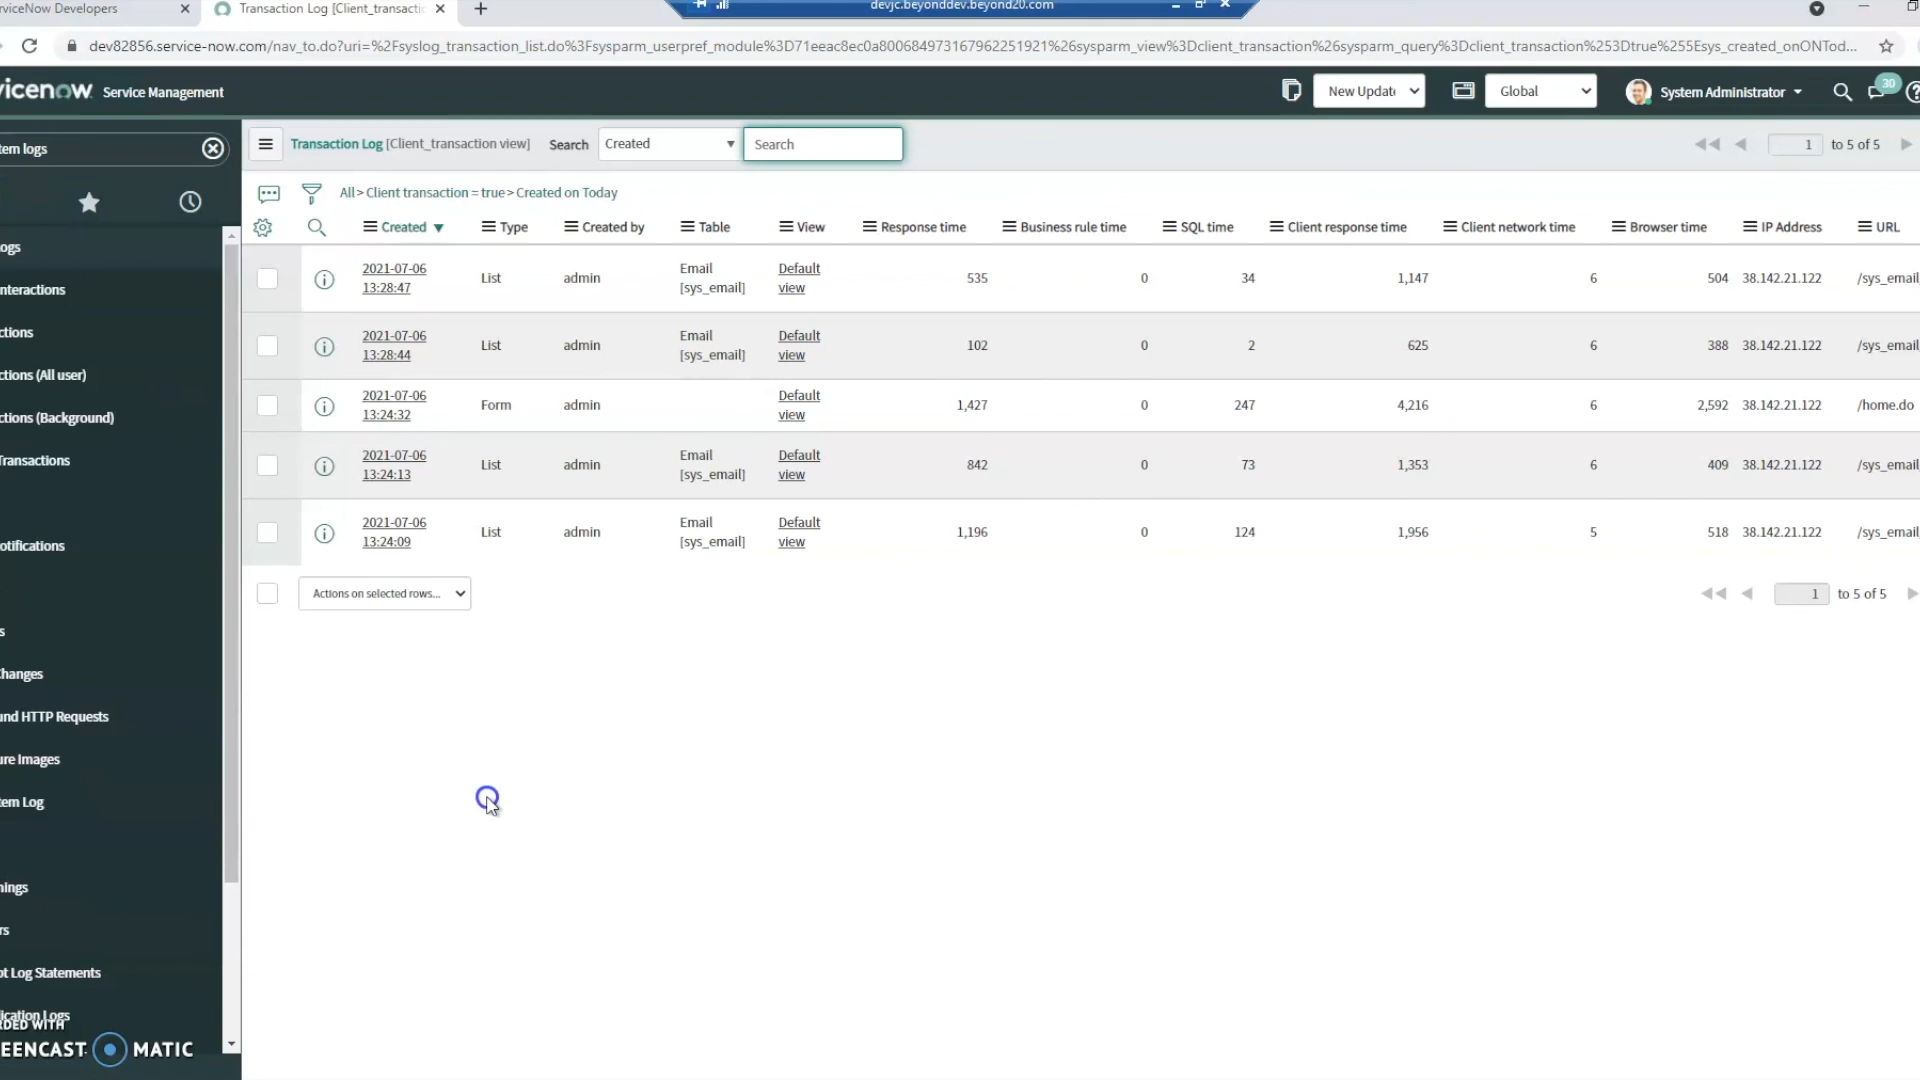 rviceNow Developers
Transaction Log [Client_transactic
devjc.beyonddev.beyond20.com
dev82856.service-now.com/nav_to.do?uri=%2Fsyslog_transaction_list.do%3Fsysparm_userpref_module%3D71eeac8ec0a800684973167962251921%26sysparm_view%3Dclient_transaction%26sysparm_query%3Dclient_transaction%253Dtrue%255Esys_created_onONTod...
vicenow Service Management
New Update
Global
System Administrator
30
tem logs
Transaction Log [Client_transaction view]
Search
Created
Search
1 to 5 of 5
All > Client transaction = true > Created on Today
Created Type Created by Table View Response time Business rule time SQL time Client response time Client network time Browser time IP Address URL
2021-07-06 13:28:47 List admin Email [sys_email] Default view 535 0 34 1,147 6 504 38.142.21.122 /sys_email
2021-07-06 13:28:44 List admin Email [sys_email] Default view 102 0 2 625 6 388 38.142.21.122 /sys_email
2021-07-06 13:24:32 Form admin Default view 1,427 0 247 4,216 6 2,592 38.142.21.122 /home.do
2021-07-06 13:24:13 List admin Email [sys_email] Default view 842 0 73 1,353 6 409 38.142.21.122 /sys_email
2021-07-06 13:24:09 List admin Email [sys_email] Default view 1,196 0 124 1,956 5 518 38.142.21.122 /sys_email
Actions on selected rows...
1 to 5 of 5
ogs
nteractions
ctions
ctions (All user)
ctions (Background)
Transactions
otifications
s
Changes
und HTTP Requests
ure Images
tem Log
nings
rs
pt Log Statements
ication Logs
RDED WITH
EENCAST MATIC